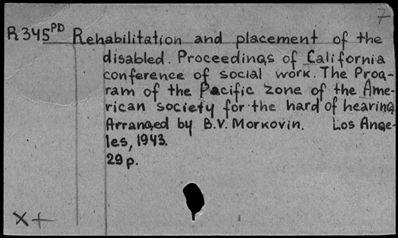 R345PD Rehabilitation and placement of the
disabled. Proceedings of California
conference of social work. The Prog-
ram of the Pacific zone of the Ame-
rican society for the hard of hearing
Arranged by B.V. Morkovin. Los Ange-
les, 1943.
29p.
X+